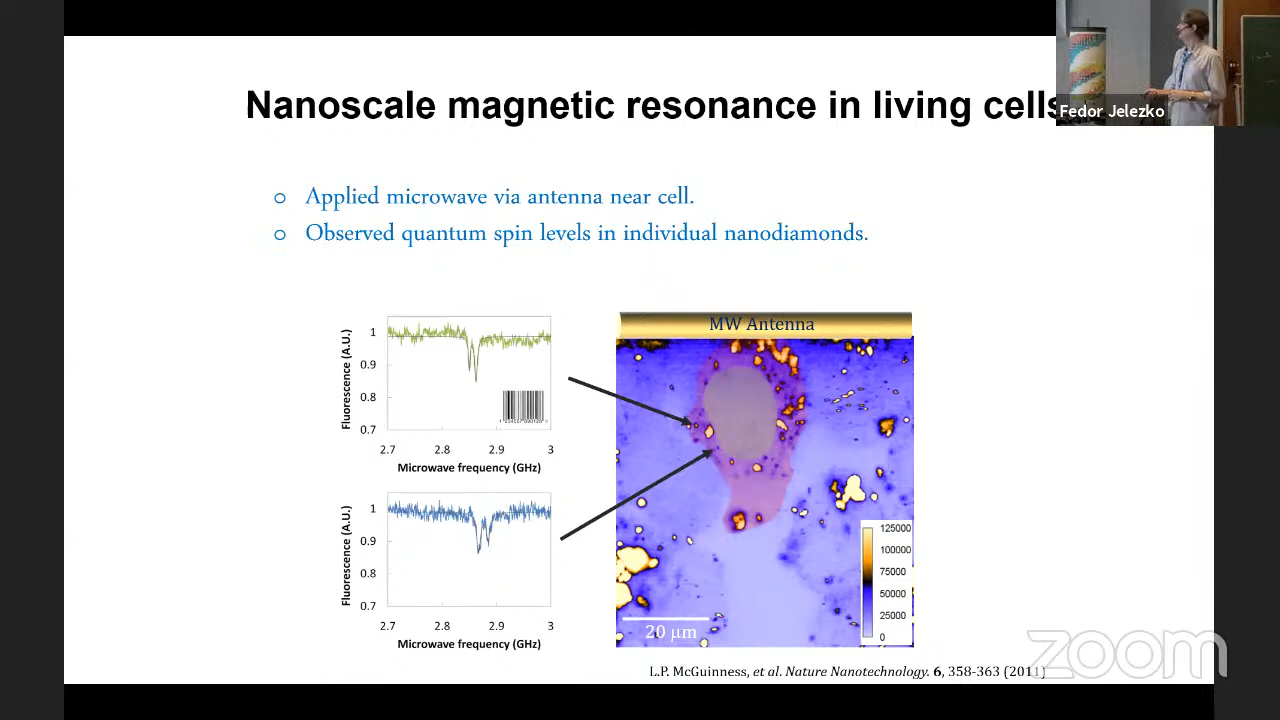 Nanoscale magnetic resonance in living cells
Fedor Jelezko
o Applied microwave via antenna near cell.
o Observed quantum spin levels in individual nanodiamonds.
Fluorescence (A.U.)
1
0.9
0.8
0.7
2.7 2.8 2.9 3
Microwave frequency (GHz)
Fluorescence (A.U.)
1
0.9
0.8
0.7
2.7 2.8 2.9 3
Microwave frequency (GHz)
MW Antenna
125000
100000
75000
50000
25000
0
20 μm
L.P. McGuinness, et al. Nature Nanotechnology. 6, 358-363 (2011)
zoom